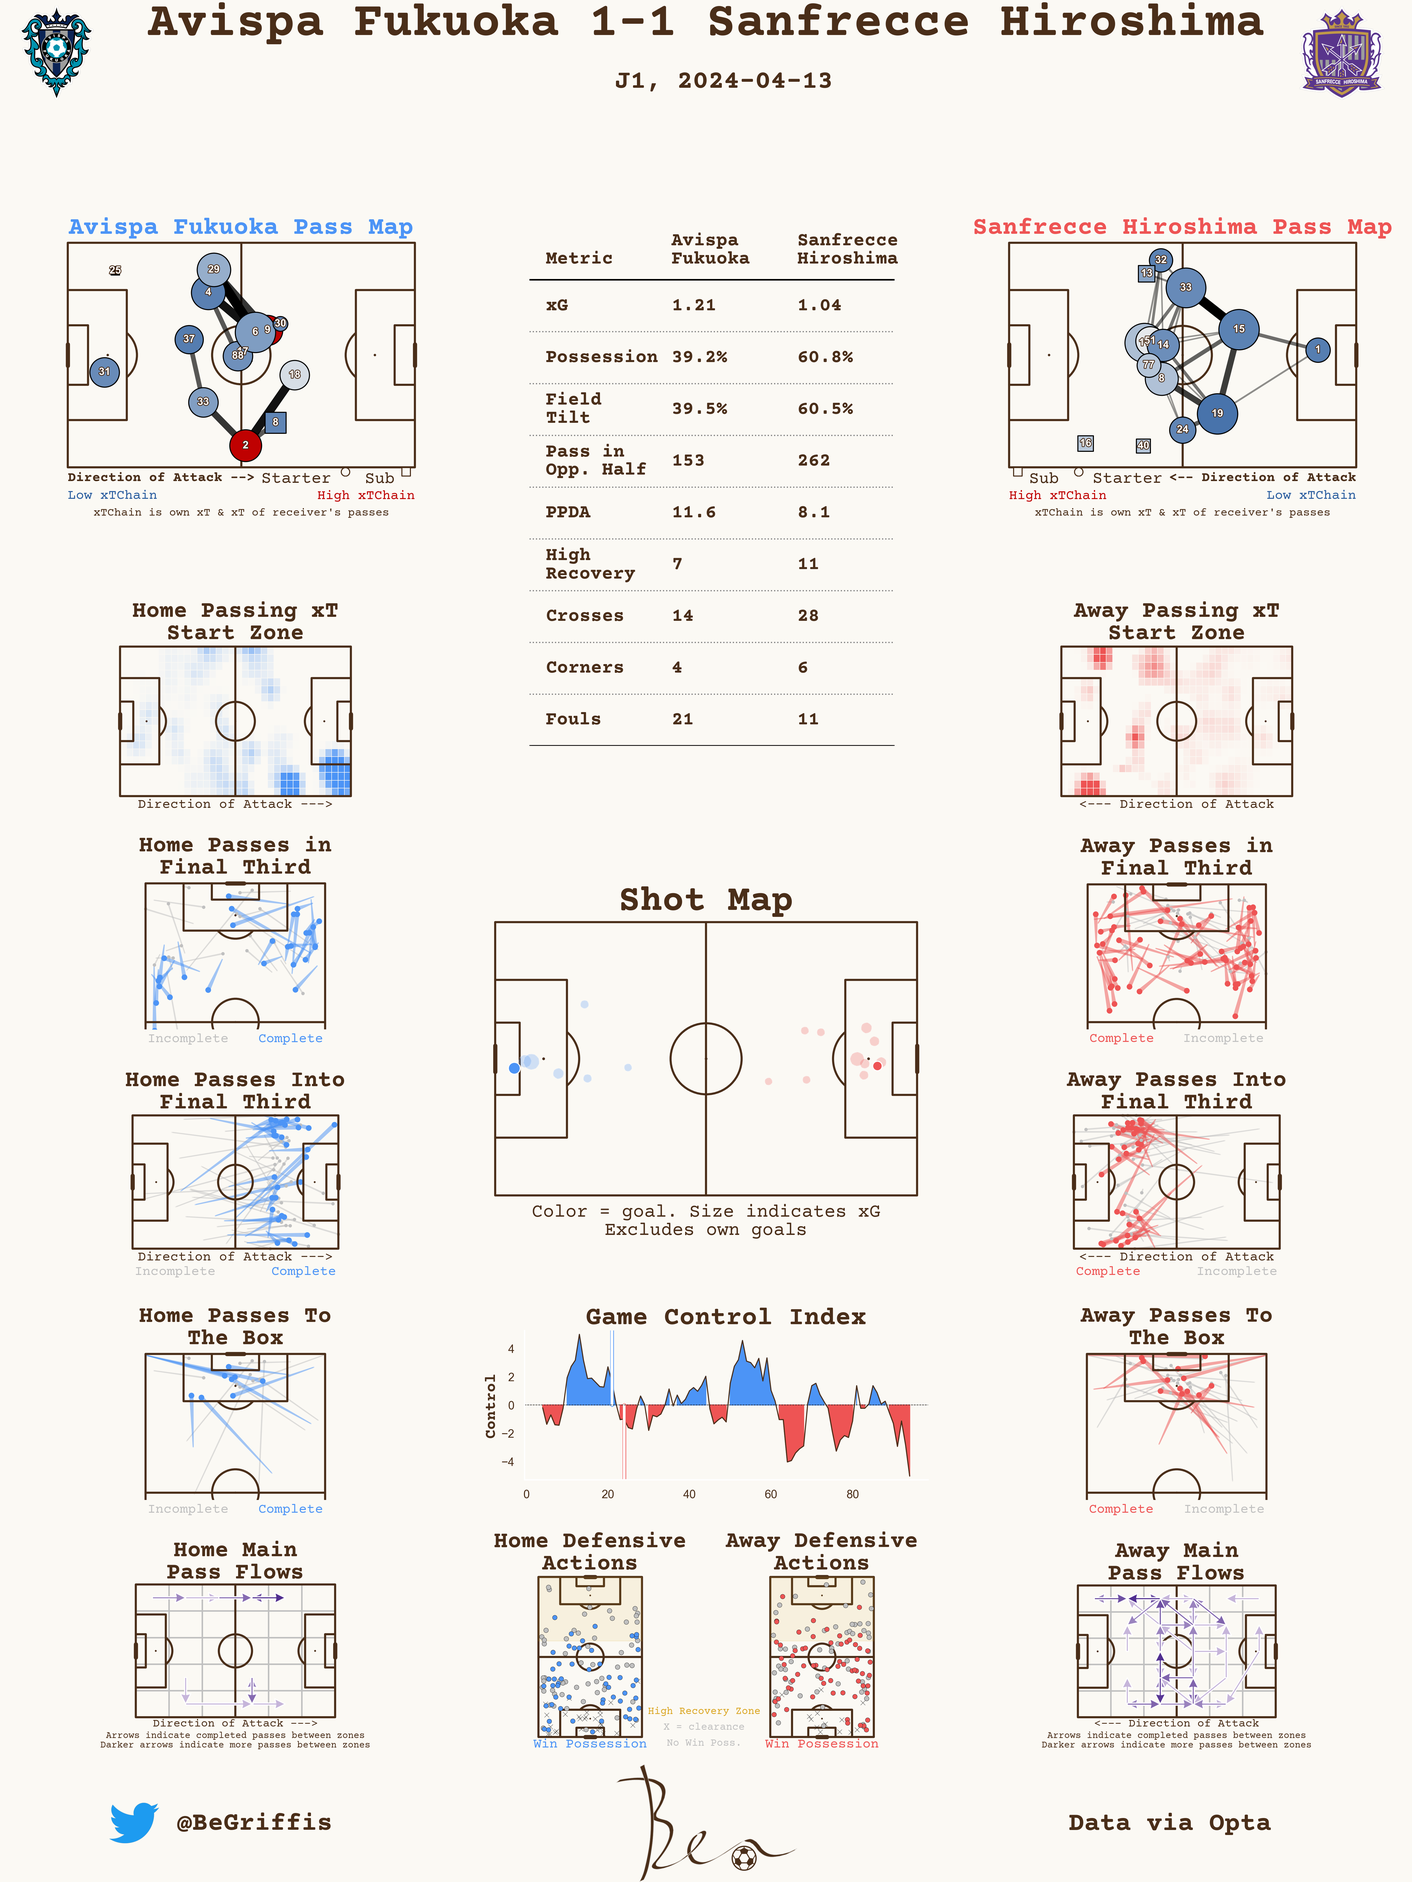 Avispa Fukuoka 1-1 Sanfrecce Hiroshima
J1, 2024-04-13
SANFRECCE HIROSHIMA
Avispa Fukuoka Pass Map
25
29
4
37
6
9
30
17
88
31
18
33
8
2
Direction of Attack --> Starter Sub
Low xTChain High xTChain
xTChain is own xT & xT of receiver's passes
Metric Avispa Fukuoka Sanfrecce Hiroshima
xG 1.21 1.04
Possession 39.2% 60.8%
Field Tilt 39.5% 60.5%
Pass in Opp. Half 153 262
PPDA 11.6 8.1
High Recovery 7 11
Crosses 14 28
Corners 4 6
Fouls 21 11
Sanfrecce Hiroshima Pass Map
32
13
33
15
51
14
1
77
8
19
24
16
40
Sub Starter <-- Direction of Attack
High xTChain Low xTChain
xTChain is own xT & xT of receiver's passes
Home Passing xT
Start Zone
Direction of Attack --->
Away Passing xT
Start Zone
<--- Direction of Attack
Home Passes in
Final Third
Incomplete Complete
Away Passes in
Final Third
Complete Incomplete
Shot Map
Color = goal. Size indicates xG
Excludes own goals
Home Passes Into
Final Third
Direction of Attack --->
Incomplete Complete
Away Passes Into
Final Third
<--- Direction of Attack
Complete Incomplete
Home Passes To
The Box
Incomplete Complete
Game Control Index
Control
4
2
0
−2
−4
0 20 40 60 80
Away Passes To
The Box
Complete Incomplete
Home Main
Pass Flows
Direction of Attack --->
Arrows indicate completed passes between zones
Darker arrows indicate more passes between zones
Home Defensive
Actions
Win Possession
Away Defensive
Actions
Win Possession
High Recovery Zone
X = clearance
No Win Poss.
Away Main
Pass Flows
<--- Direction of Attack
Arrows indicate completed passes between zones
Darker arrows indicate more passes between zones
@BeGriffis
Ben
Data via Opta